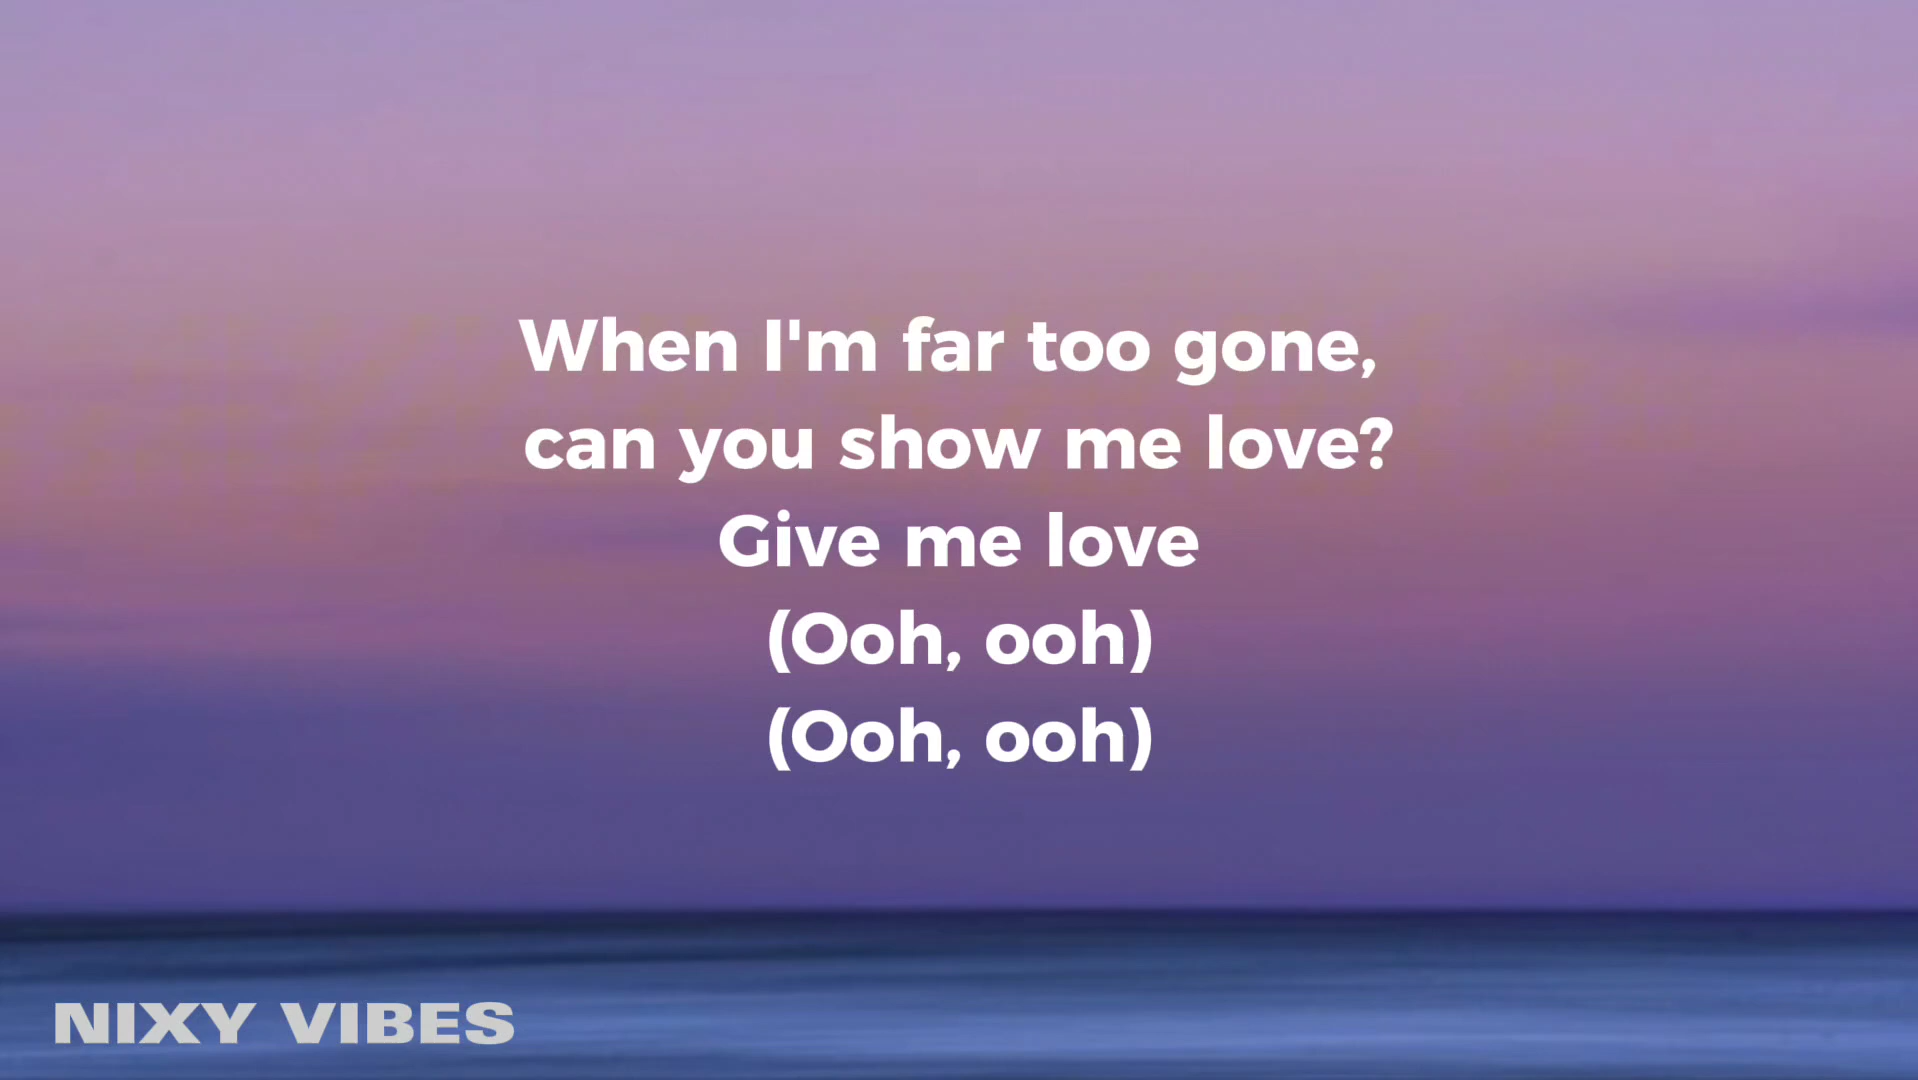 When I'm far too gone,
can you show me love?
Give me love
(Ooh, ooh)
(Ooh, ooh)
NIXY VIBES